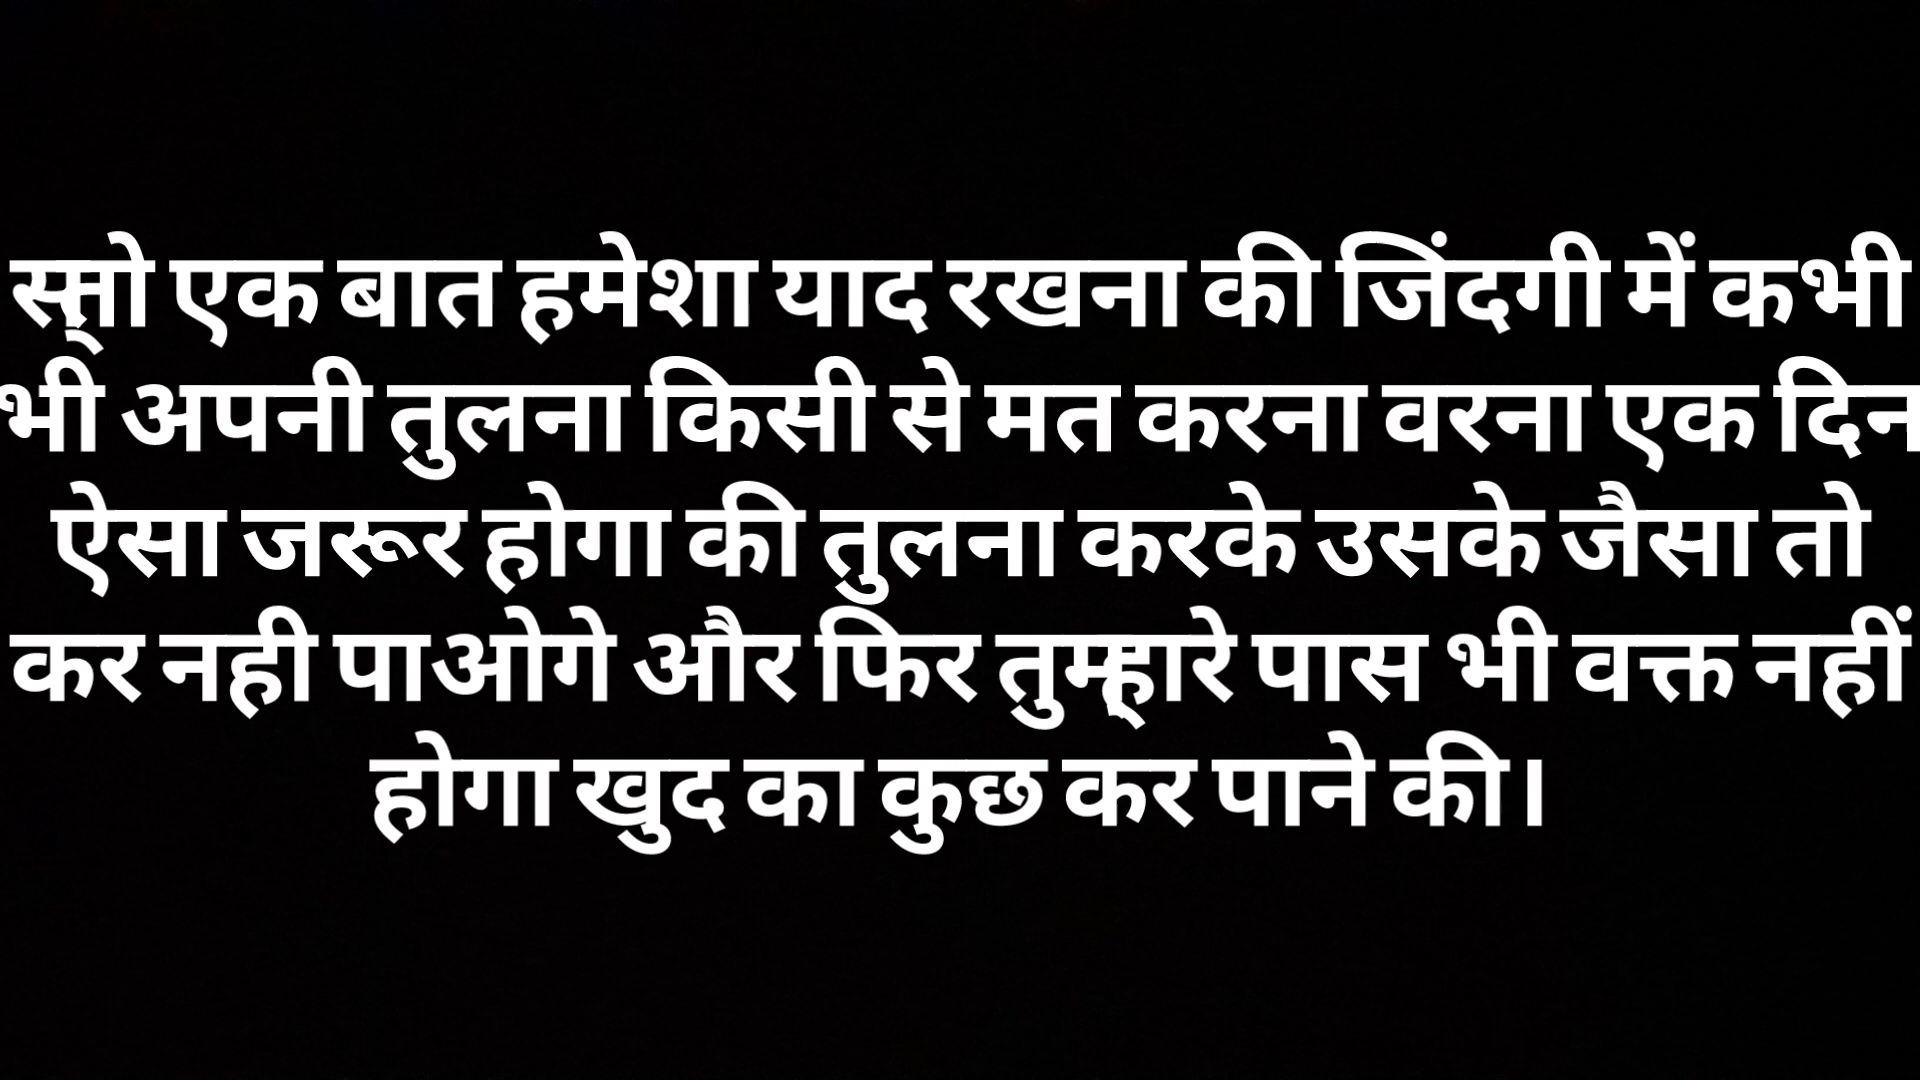 स्तो एक बात हमेशा याद रखना की जिंदगी में कभी
भी अपनी तुलना किसी से मत करना वरना एक दिन
ऐसा जरूर होगा की तुलना करके उसके जैसा तो
कर नही पाओगे और फिर तुम्हारे पास भी वक्त नहीं
होगा खुद का कुछ कर पाने की।